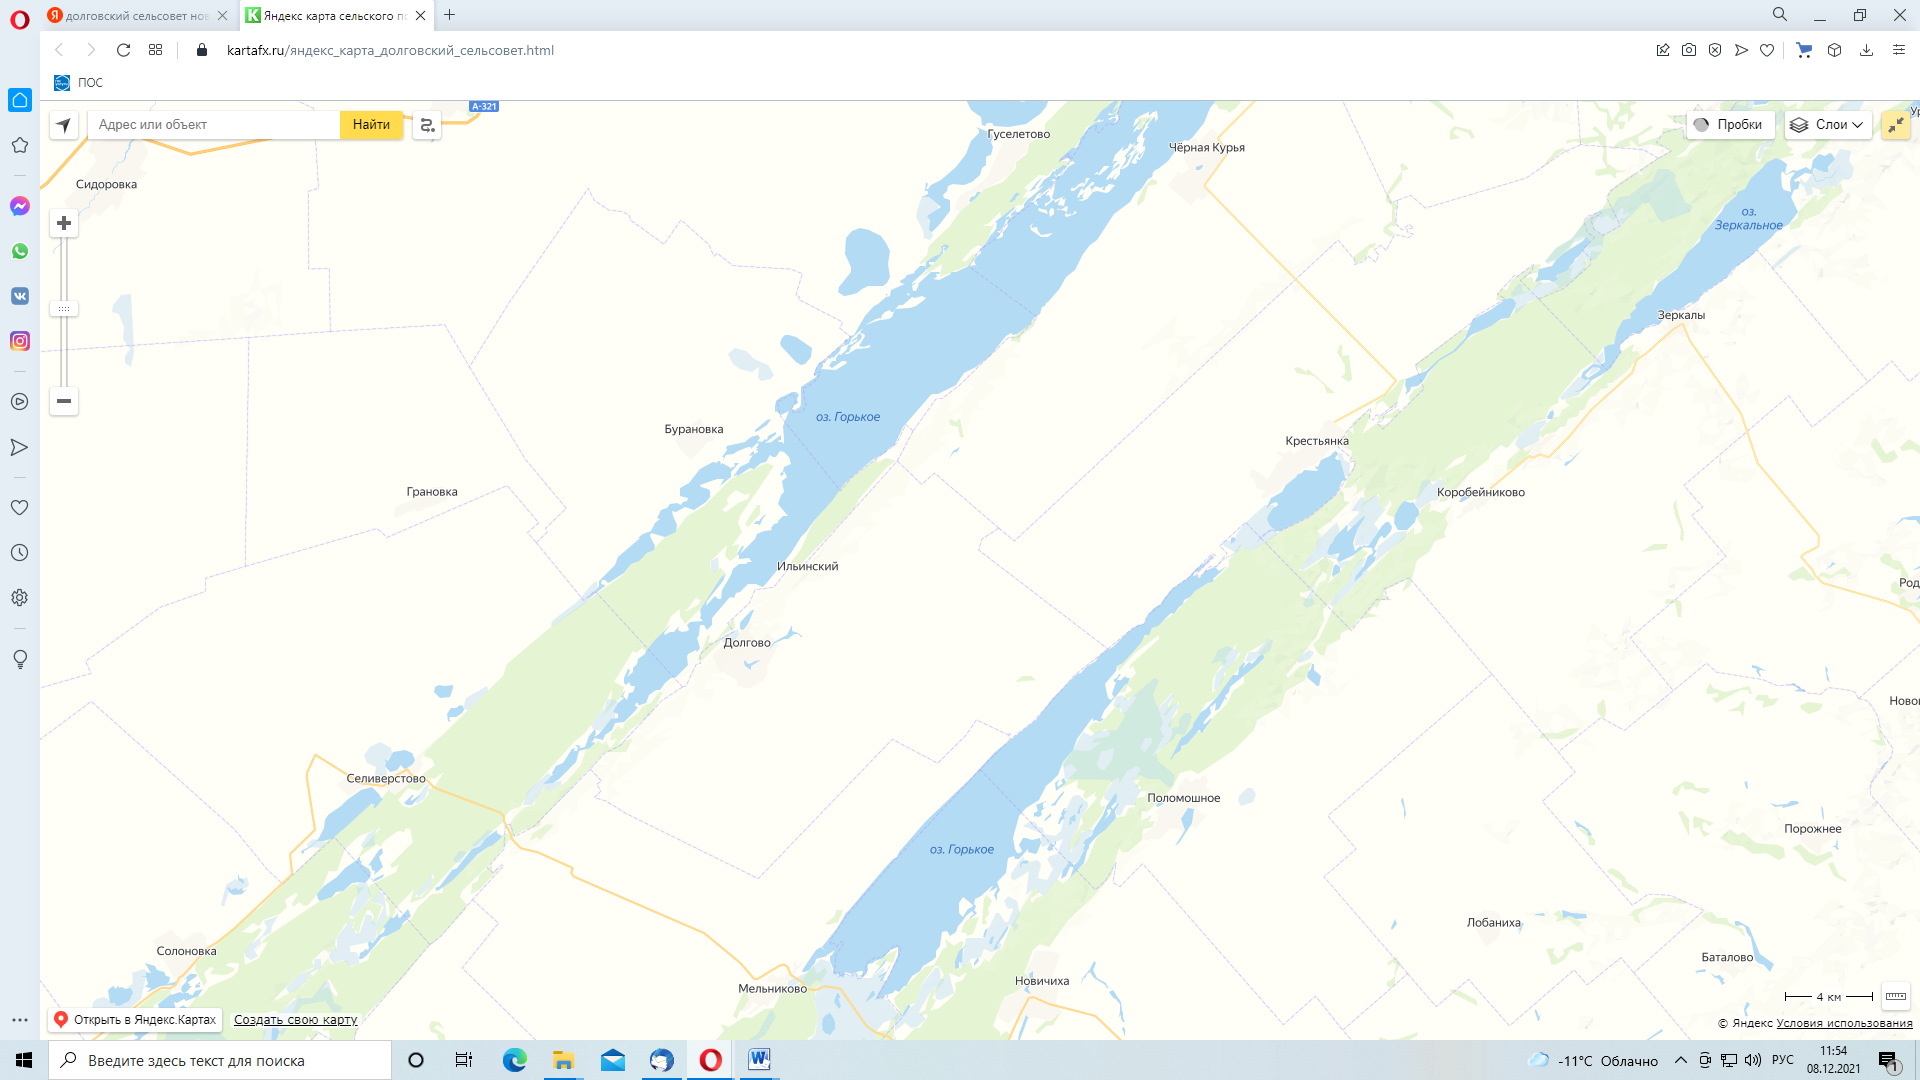 долговский сельсовет нов
Яндекс карта сельского по
kartafx.ru/яндекс_карта_долговский_сельсовет.html
ПОС
A-321
Адрес или объект
Найти
Пробки
Слои
Гуселетово
Чёрная Курья
Сидоровка
оз.
Зеркальное
Зеркалы
оз. Горькое
Бурановка
Крестьянка
Грановка
Коробейниково
Ильинский
Род
Долгово
Ново
Селиверстово
Поломошное
Порожнее
оз. Горькое
Лобаниха
Солоновка
Баталово
Новичиха
Мельниково
4 км
Открыть в Яндекс.Картах
Создать свою карту
© Яндекс Условия использования
Введите здесь текст для поиска
-11°C Облачно
РУС
11:54
08.12.2021
1